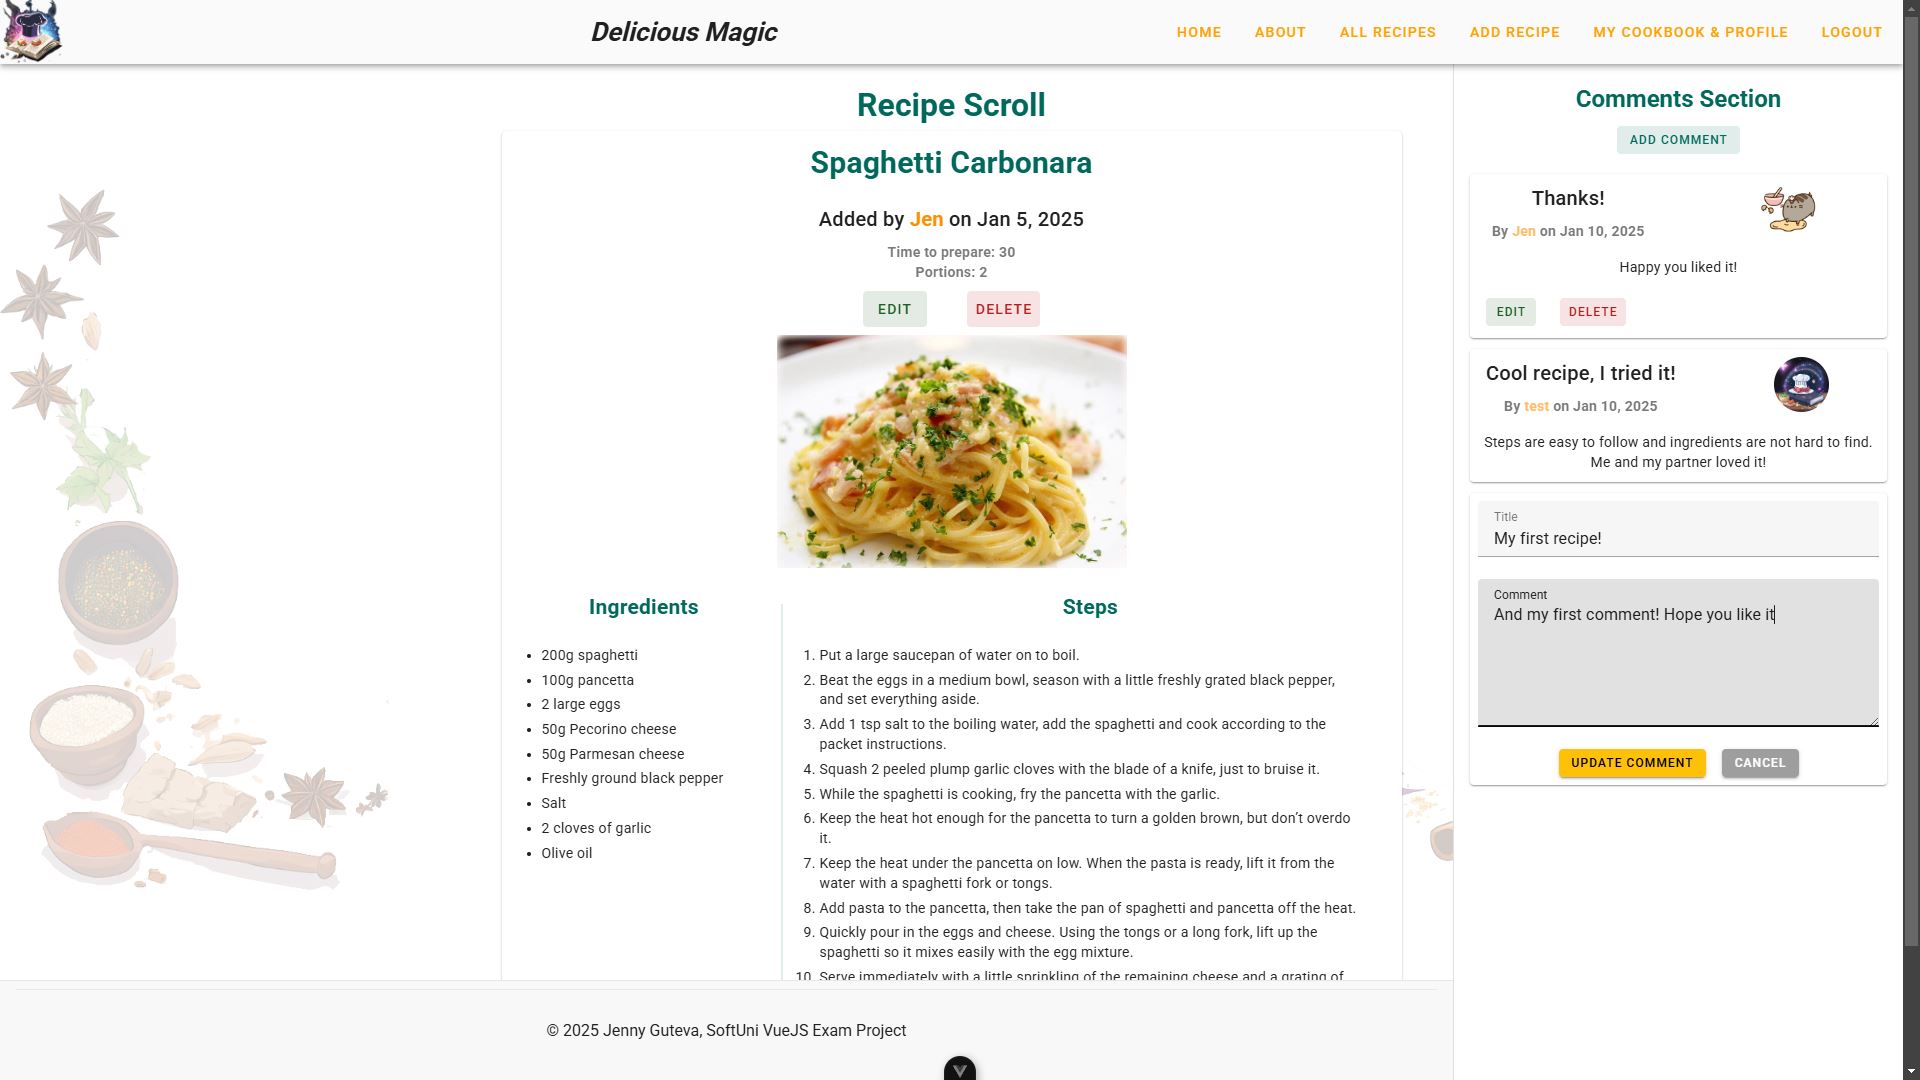 Delicious Magic
HOME
ABOUT
ALL RECIPES
ADD RECIPE
MY COOKBOOK & PROFILE
LOGOUT
Recipe Scroll
Spaghetti Carbonara
Added by Jen on Jan 5, 2025
Time to prepare: 30
Portions: 2
EDIT
DELETE
Ingredients
200g spaghetti
100g pancetta
2 large eggs
50g Pecorino cheese
50g Parmesan cheese
Freshly ground black pepper
Salt
2 cloves of garlic
Olive oil
Steps
1. Put a large saucepan of water on to boil.
2. Beat the eggs in a medium bowl, season with a little freshly grated black pepper,
and set everything aside.
3. Add 1 tsp salt to the boiling water, add the spaghetti and cook according to the
packet instructions.
4. Squash 2 peeled plump garlic cloves with the blade of a knife, just to bruise it.
5. While the spaghetti is cooking, fry the pancetta with the garlic.
6. Keep the heat hot enough for the pancetta to turn a golden brown, but don’t overdo
it.
7. Keep the heat under the pancetta on low. When the pasta is ready, lift it from the
water with a spaghetti fork or tongs.
8. Add pasta to the pancetta, then take the pan of spaghetti and pancetta off the heat.
9. Quickly pour in the eggs and cheese. Using the tongs or a long fork, lift up the
spaghetti so it mixes easily with the egg mixture.
10. Serve immediately with a little sprinkling of the remaining cheese and a grating of
Comments Section
ADD COMMENT
Thanks!
By Jen on Jan 10, 2025
Happy you liked it!
EDIT
DELETE
Cool recipe, I tried it!
By test on Jan 10, 2025
Steps are easy to follow and ingredients are not hard to find.
Me and my partner loved it!
Title
My first recipe!
Comment
And my first comment! Hope you like it
UPDATE COMMENT
CANCEL
© 2025 Jenny Guteva, SoftUni VueJS Exam Project